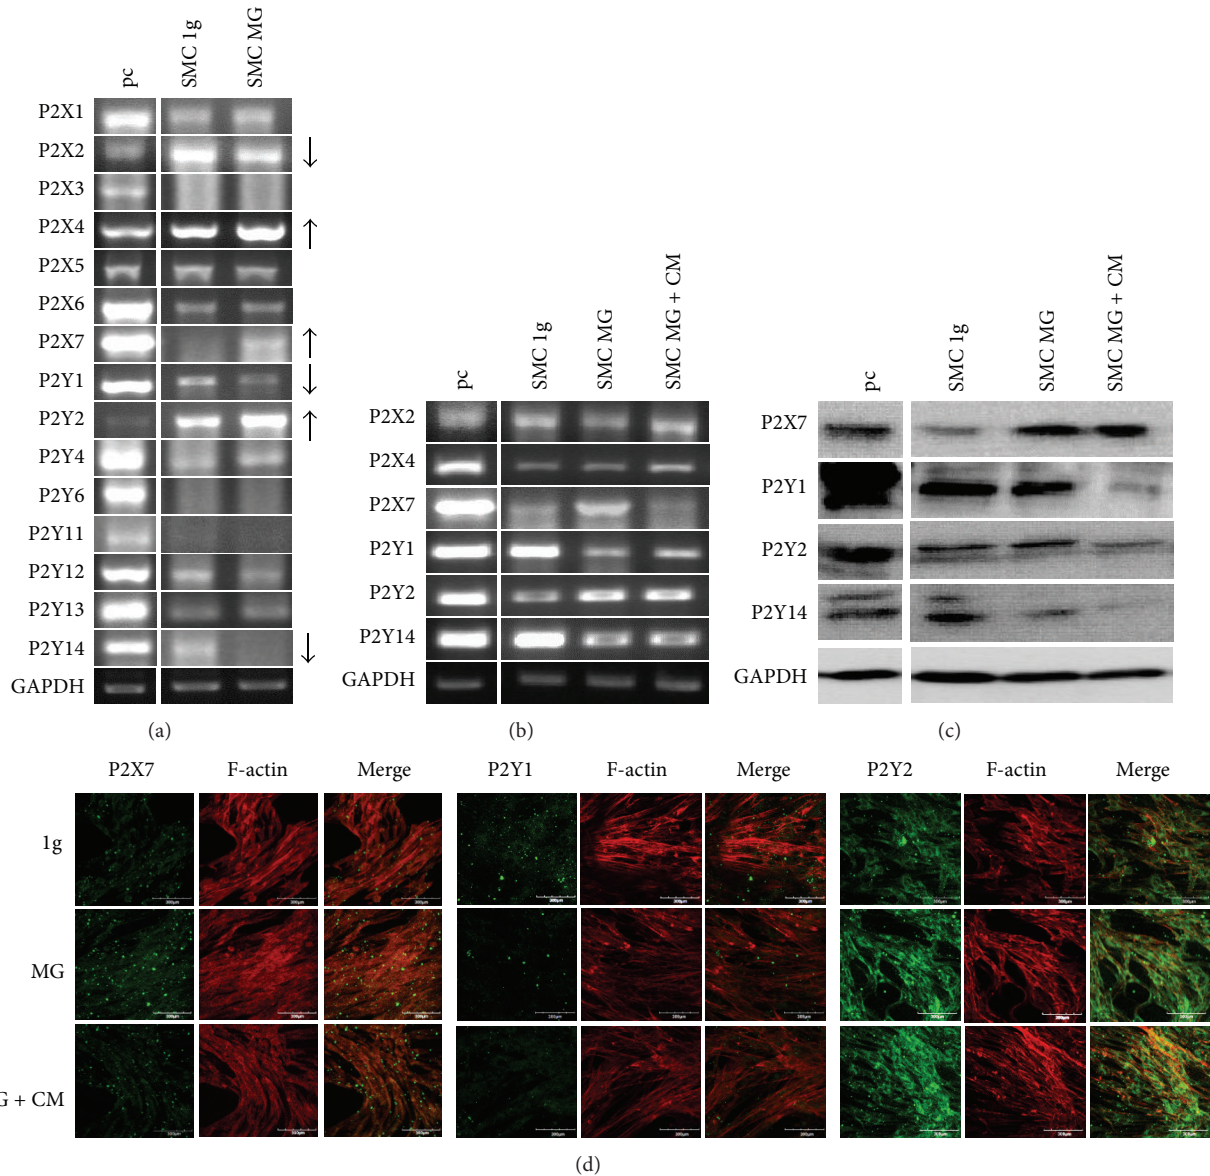 pc
SMC 1g
SMC MG
P2X1
P2X2
P2X3
P2X4
P2X5
P2X6
P2X7
P2Y1
P2Y2
P2Y4
P2Y6
P2Y11
P2Y12
P2Y13
P2Y14
GAPDH
(a)
pc
SMC 1g
SMC MG
SMC MG + CM
P2X2
P2X4
P2X7
P2Y1
P2Y2
P2Y14
GAPDH
(b)
pc
SMC 1g
SMC MG
SMC MG + CM
P2X7
P2Y1
P2Y2
P2Y14
GAPDH
(c)
P2X7 F-actin Merge P2Y1 F-actin Merge P2Y2 F-actin Merge
1g
MG
G + CM
(d)